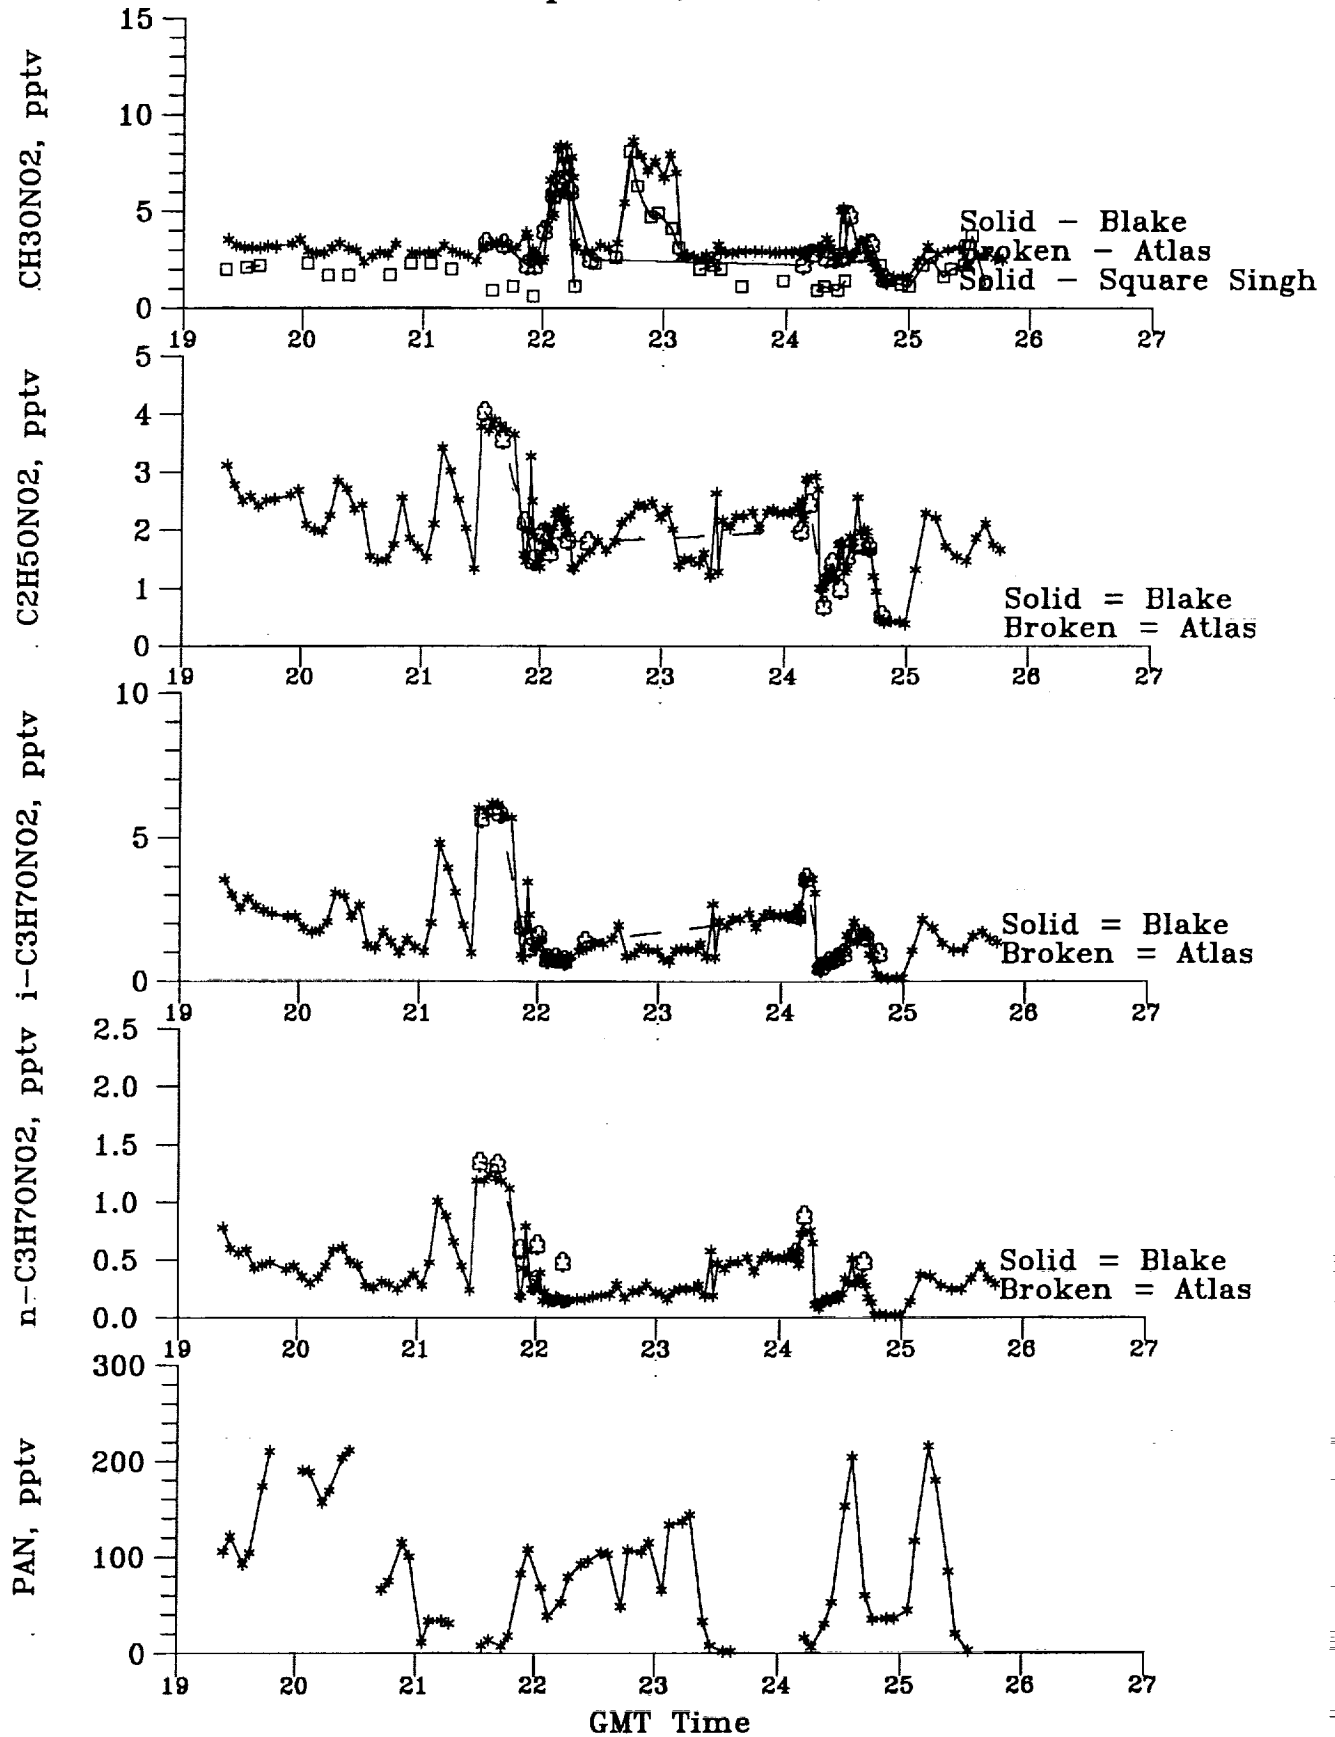 15
10
5
0
CH3ONO2, pptv
Solid - Blake
Broken - Atlas
Solid - Square Singh
19 20 21 22 23 24 25 26 27
5
4
3
2
1
0
C2H5ONO2, pptv
Solid = Blake
Broken = Atlas
19 20 21 22 23 24 25 26 27
10
5
0
i-C3H7ONO2, pptv
Solid = Blake
Broken = Atlas
19 20 21 22 23 24 25 26 27
2.5
2.0
1.5
1.0
0.5
0.0
n-C3H7ONO2, pptv
Solid = Blake
Broken = Atlas
19 20 21 22 23 24 25 26 27
300
200
100
0
PAN, pptv
19 20 21 22 23 24 25 26 27
GMT Time